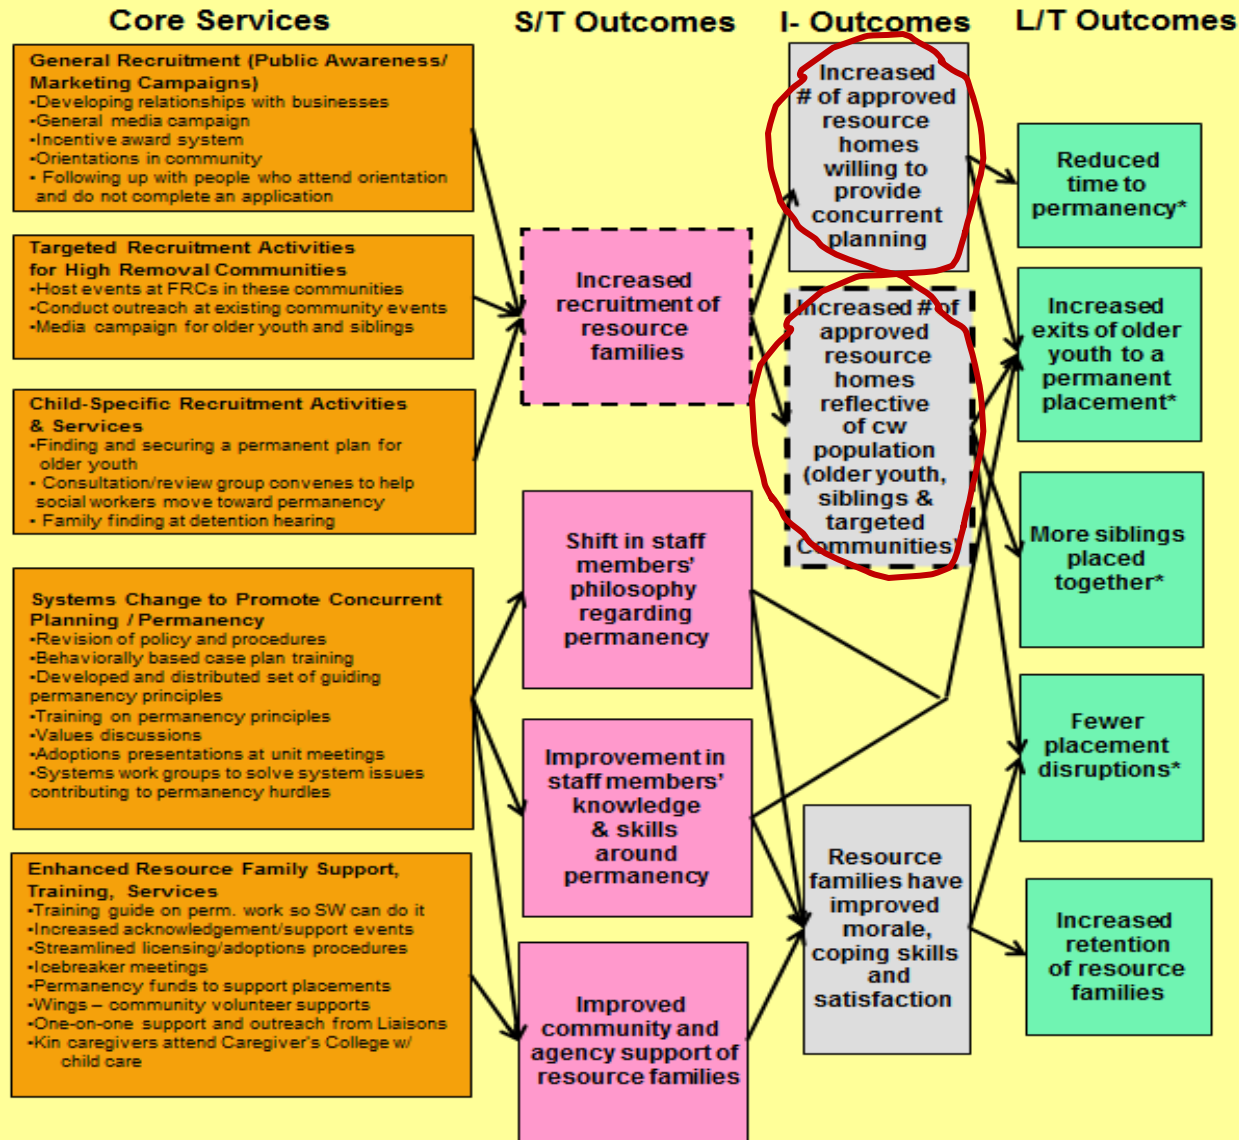 Core Services
S/T Outcomes
I- Outcomes
L/T Outcomes
General Recruitment (Public Awareness/
Marketing Campaigns)
•Developing relationships with businesses
•General media campaign
•Incentive award system
•Orientations in community
• Following up with people who attend orientation
and do not complete an application
Targeted Recruitment Activities
for High Removal Communities
•Host events at FRCs in these communities
•Conduct outreach at existing community events
•Media campaign for older youth and siblings
Child-Specific Recruitment Activities
& Services
•Finding and securing a permanent plan for
older youth
• Consultation/review group convenes to help
social workers move toward permanency
• Family finding at detention hearing
Systems Change to Promote Concurrent
Planning / Permanency
•Revision of policy and procedures
•Behaviorally based case plan training
•Developed and distributed set of guiding
permanency principles
•Training on permanency principles
•Values discussions
•Adoptions presentations at unit meetings
•Systems work groups to solve system issues
contributing to permanency hurdles
Enhanced Resource Family Support,
Training, Services
•Training guide on perm. work so SW can do it
•Increased acknowledgement/support events
•Streamlined licensing/adoptions procedures
•Icebreaker meetings
•Permanency funds to support placements
•Wings – community volunteer supports
•One-on-one support and outreach from Liaisons
•Kin caregivers attend Caregiver's College w/
child care
Increased
recruitment of
resource
families
Shift in staff
members'
philosophy
regarding
permanency
Improvement in
staff members'
knowledge
& skills
around
permanency
Improved
community and
agency support of
resource families
Increased
# of approved
resource
homes
willing to
provide
concurrent
planning
Increased # of
approved
resource
homes
reflective
of cw
population
(older youth,
siblings &
targeted
Communities)
Resource
families have
improved
morale,
coping skills
and
satisfaction
Reduced
time to
permanency*
Increased
exits of older
youth to a
permanent
placement*
More siblings
placed
together*
Fewer
placement
disruptions*
Increased
retention
of resource
families